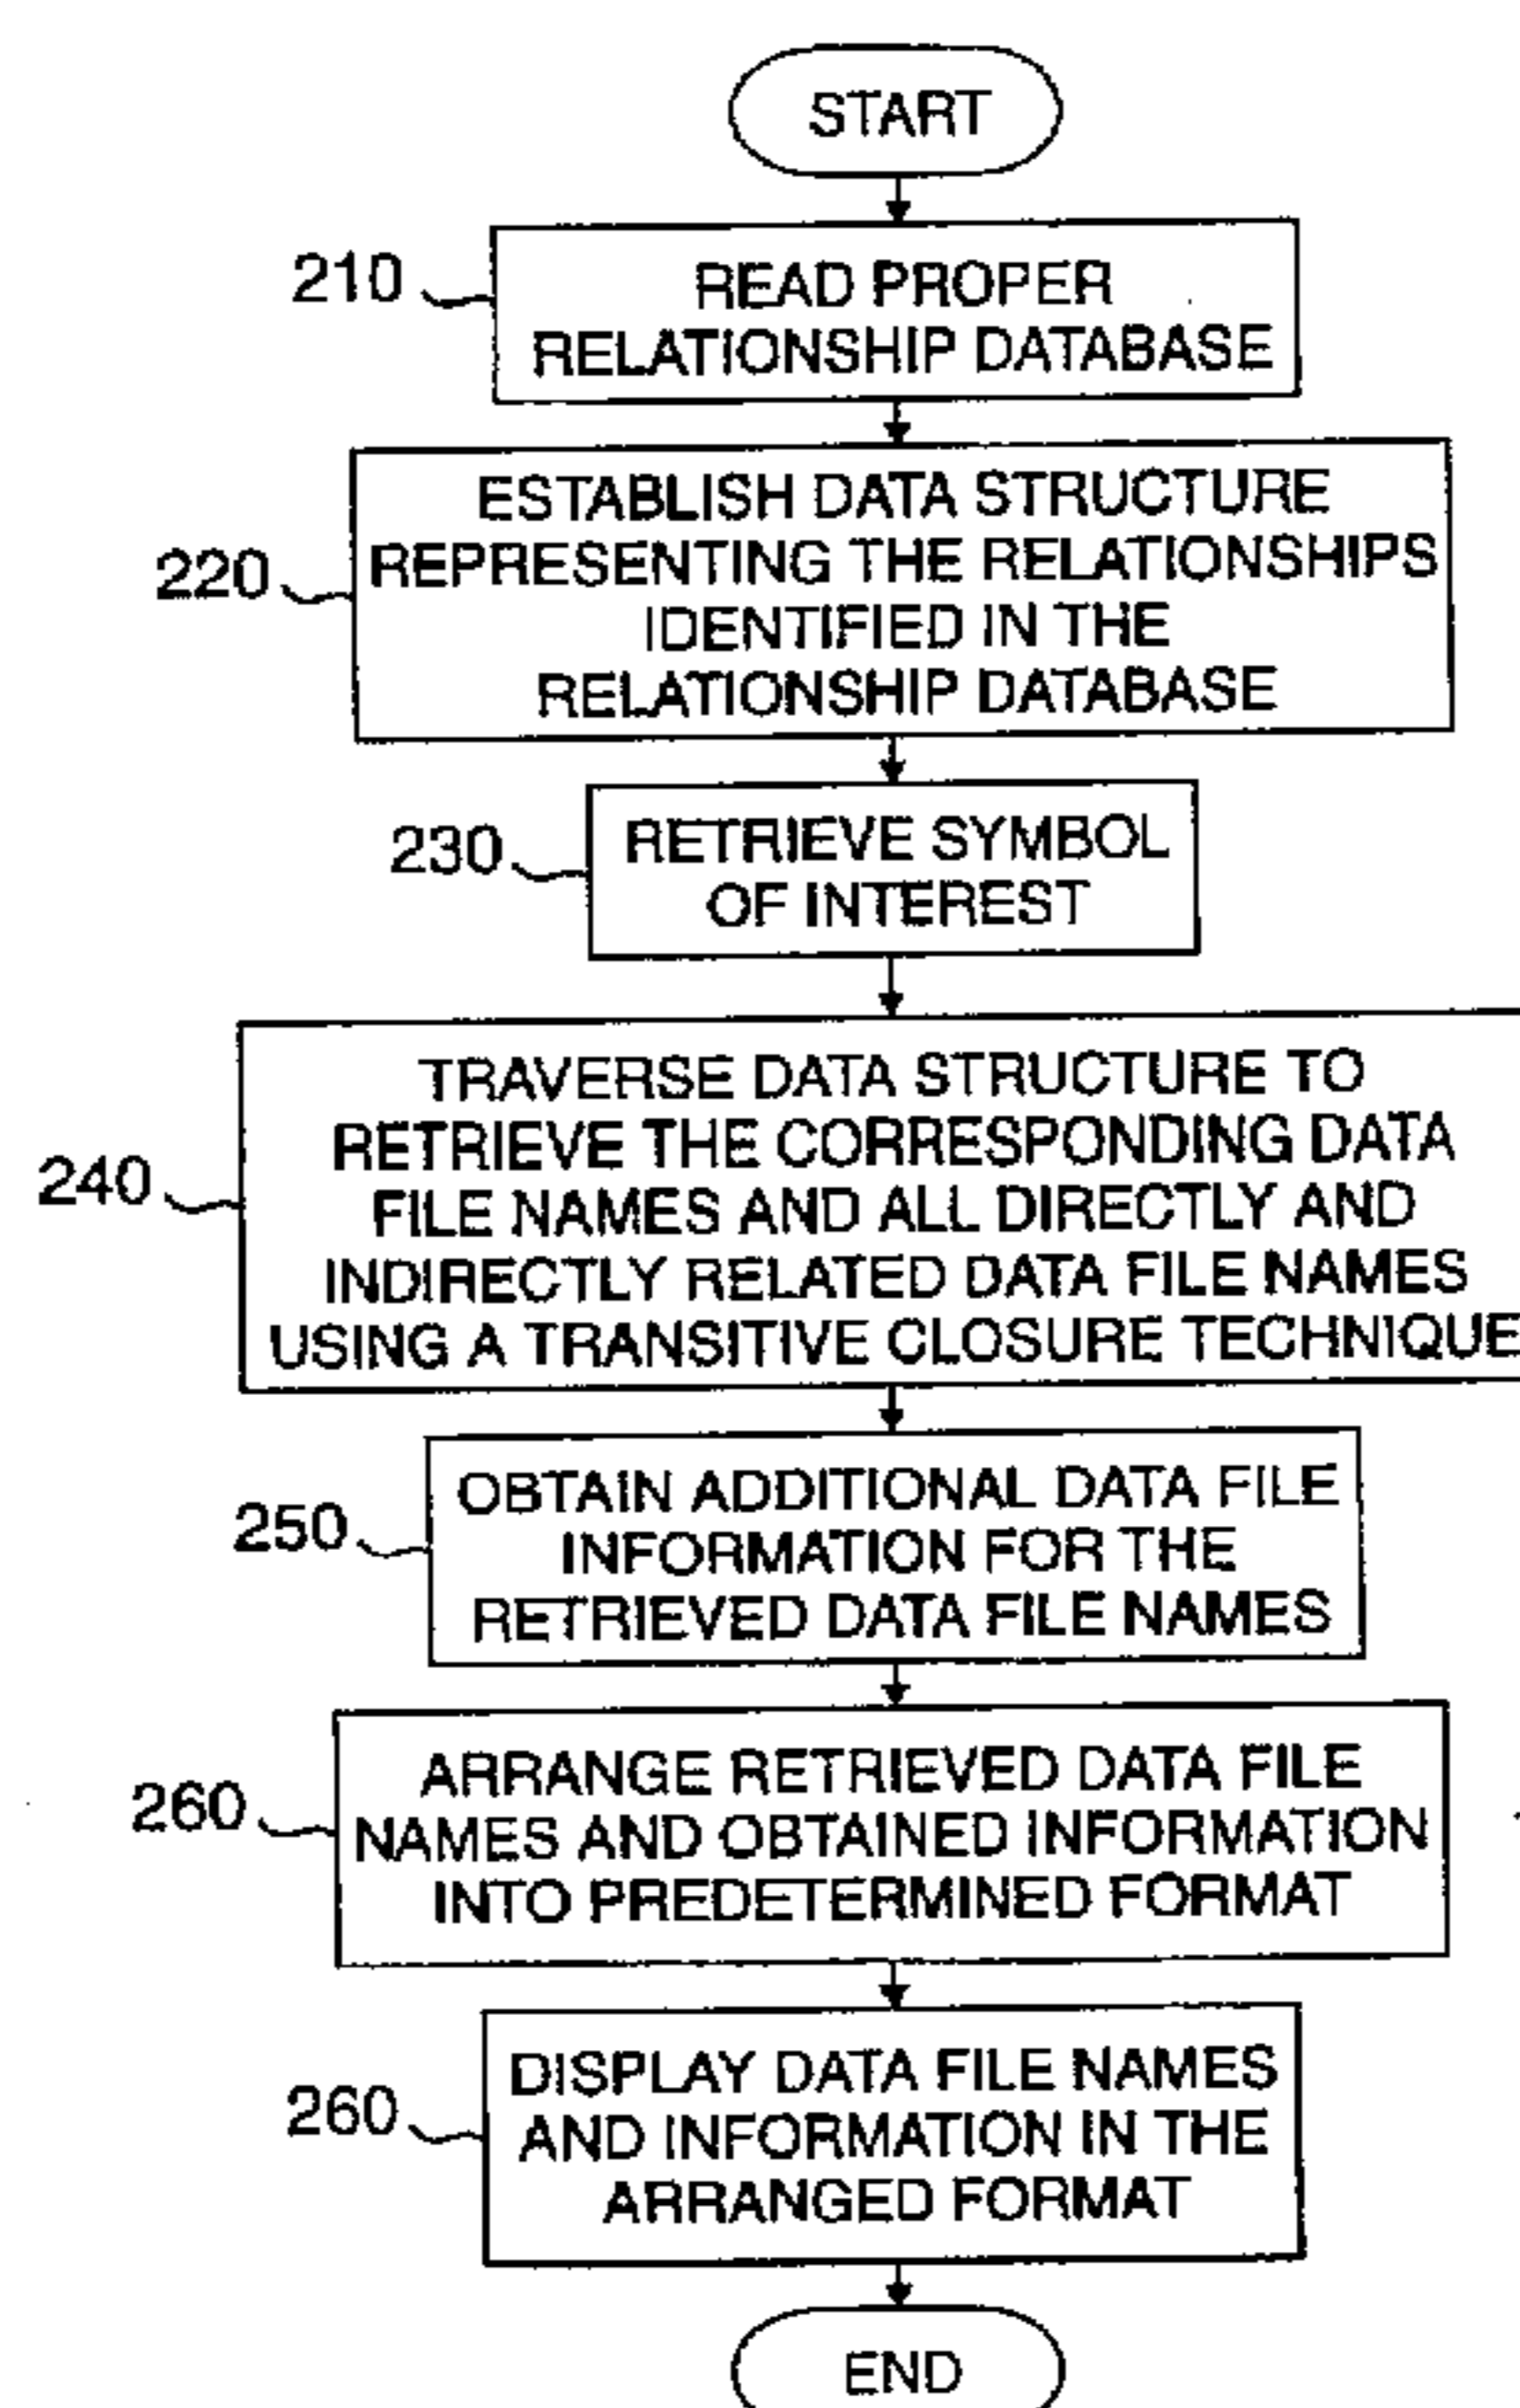 START
210
READ PROPER
RELATIONSHIP DATABASE
220
ESTABLISH DATA STRUCTURE
REPRESENTING THE RELATIONSHIPS
IDENTIFIED IN THE
RELATIONSHIP DATABASE
230
RETRIEVE SYMBOL
OF INTEREST
240
TRAVERSE DATA STRUCTURE TO
RETRIEVE THE CORRESPONDING DATA
FILE NAMES AND ALL DIRECTLY AND
INDIRECTLY RELATED DATA FILE NAMES
USING A TRANSITIVE CLOSURE TECHNIQUE
250
OBTAIN ADDITIONAL DATA FILE
INFORMATION FOR THE
RETRIEVED DATA FILE NAMES
260
ARRANGE RETRIEVED DATA FILE
NAMES AND OBTAINED INFORMATION
INTO PREDETERMINED FORMAT
260
DISPLAY DATA FILE NAMES
AND INFORMATION IN THE
ARRANGED FORMAT
END